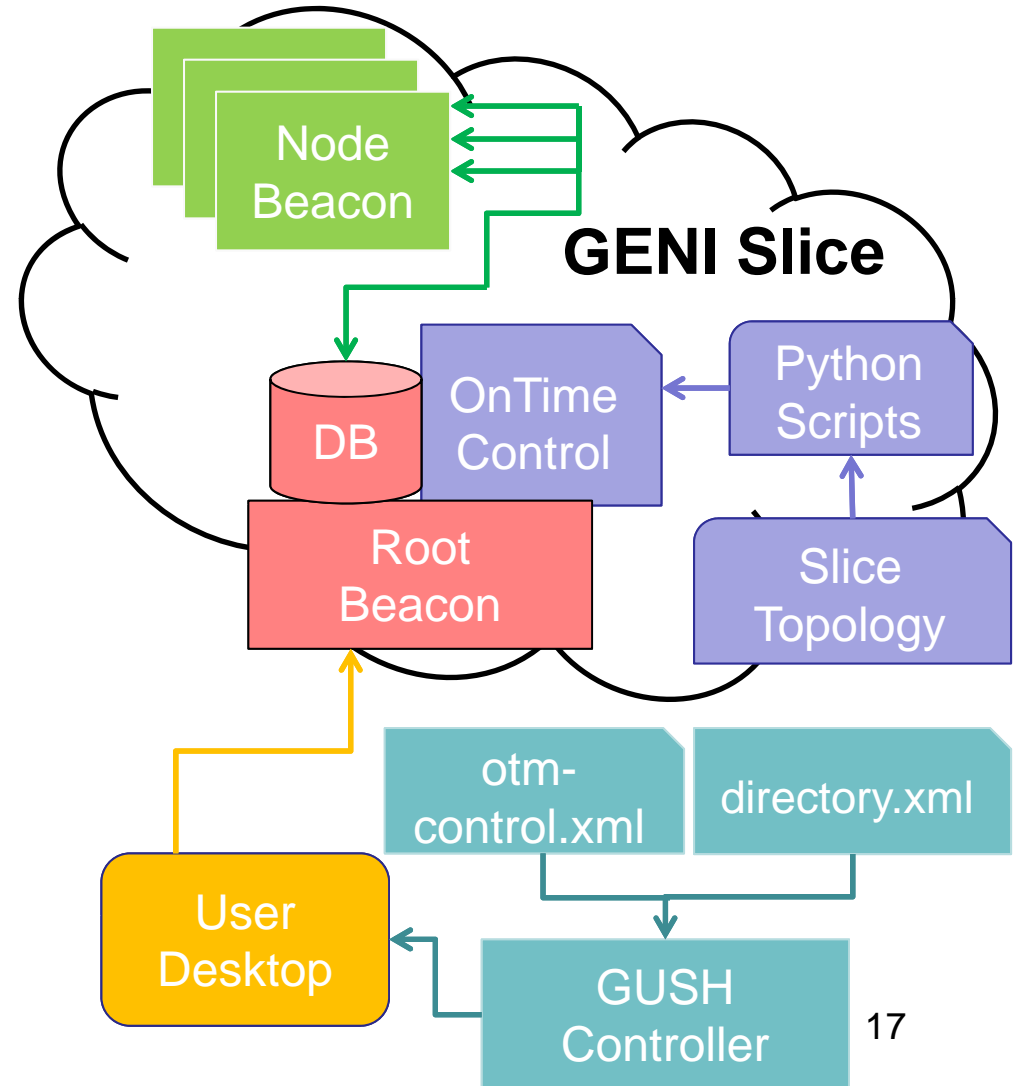 Node
Beacon
GENI Slice
DB
OnTime
Control
Python
Scripts
Root
Beacon
Slice
Topology
otm-
control.xml
directory.xml
User
Desktop
GUSH
Controller
17